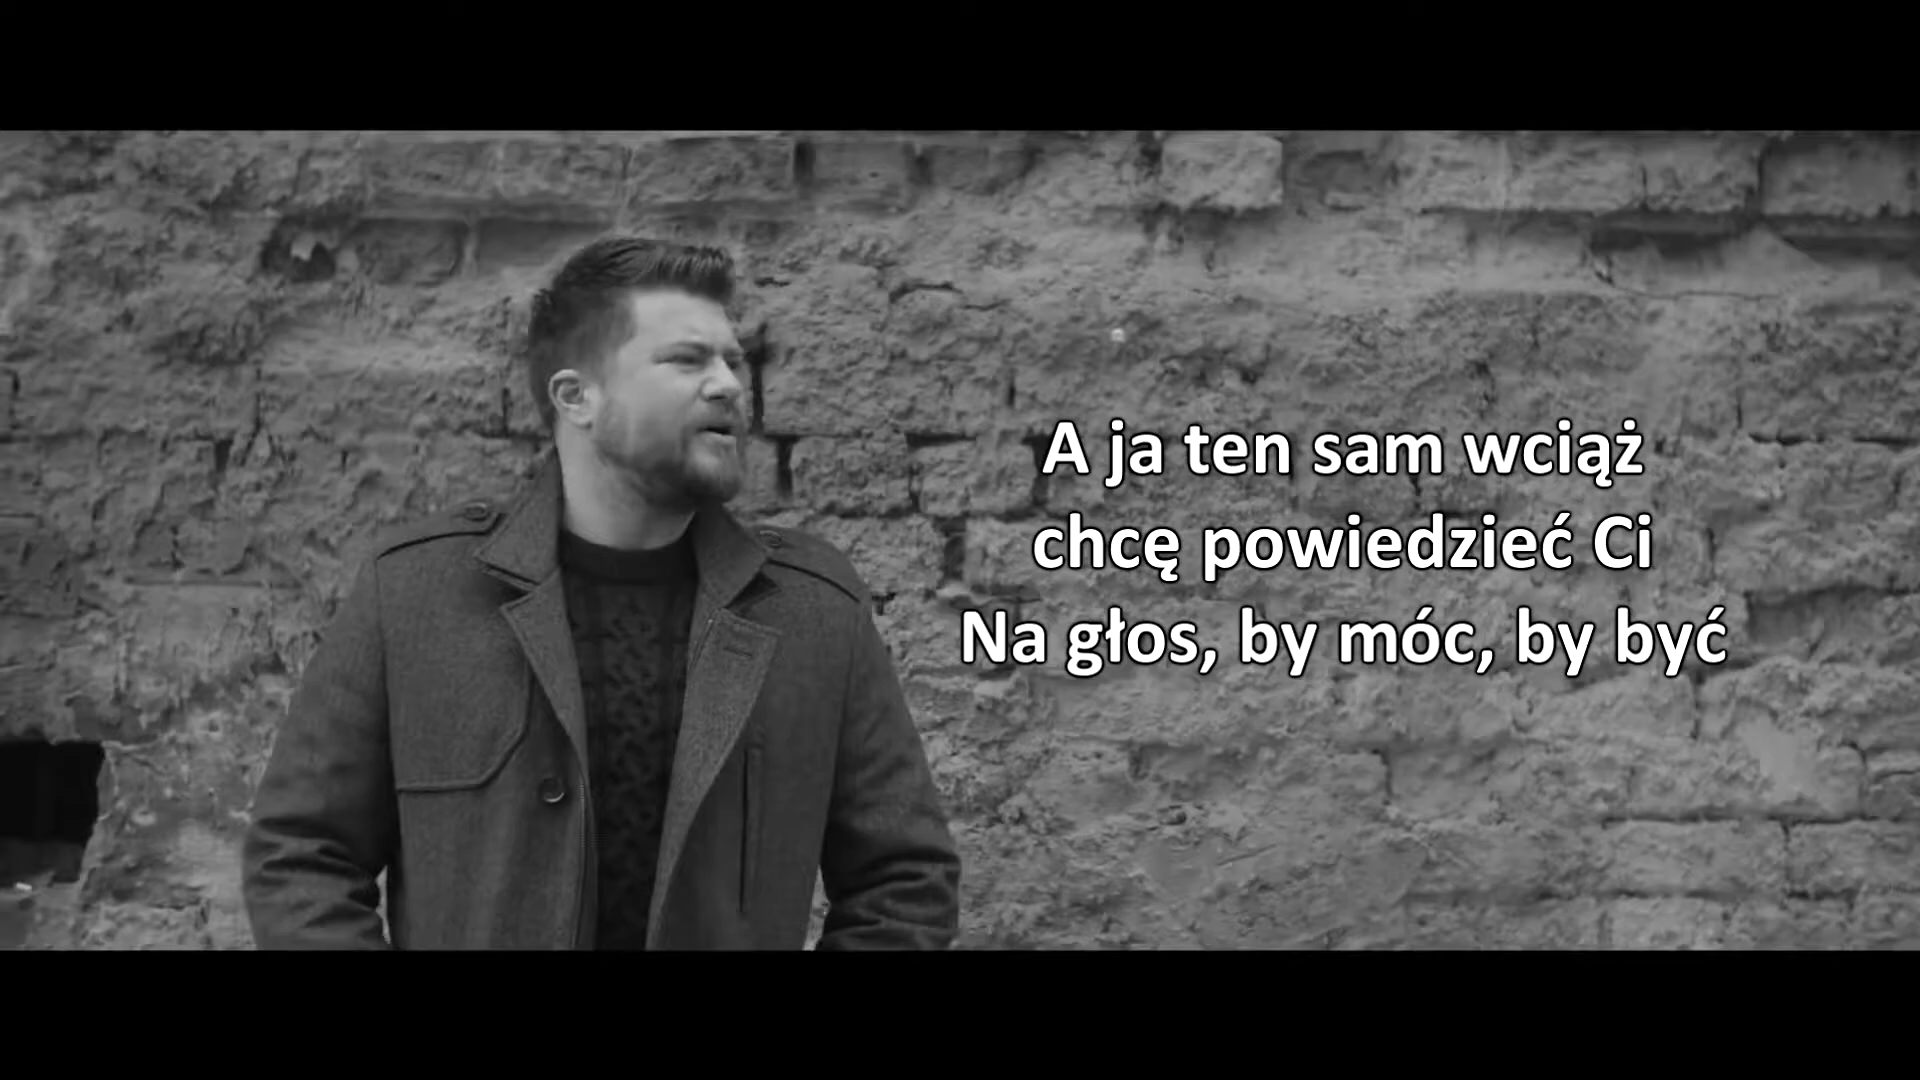 A ja ten sam wciąż
chcę powiedzieć Ci
Na głos, by móc, by być